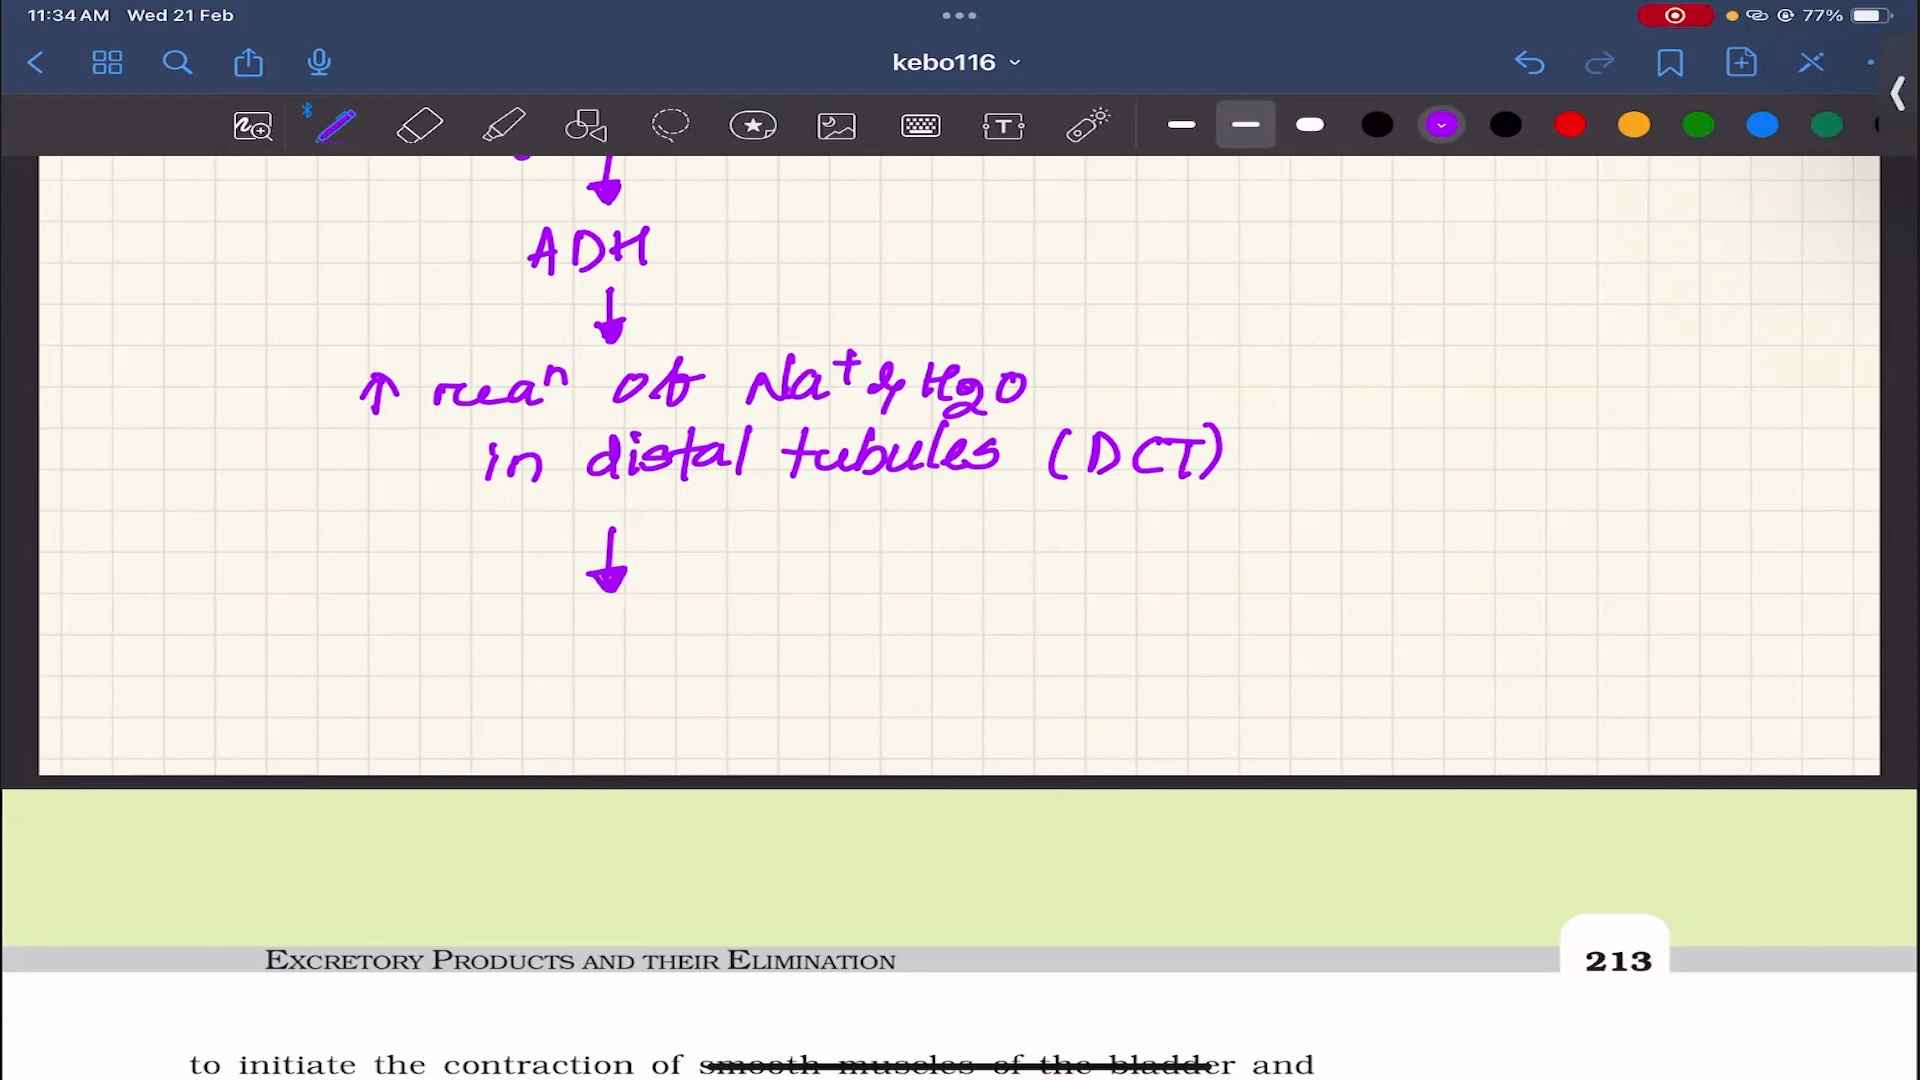 11:34 AM Wed 21 Feb
77%
kebo116
T
ADH
↓
↑ reaⁿ of Na⁺ & H₂O
in distal tubules (DCT)
↓
EXCRETORY PRODUCTS AND THEIR ELIMINATION
213
to initiate the contraction of smooth muscles of the bladder and